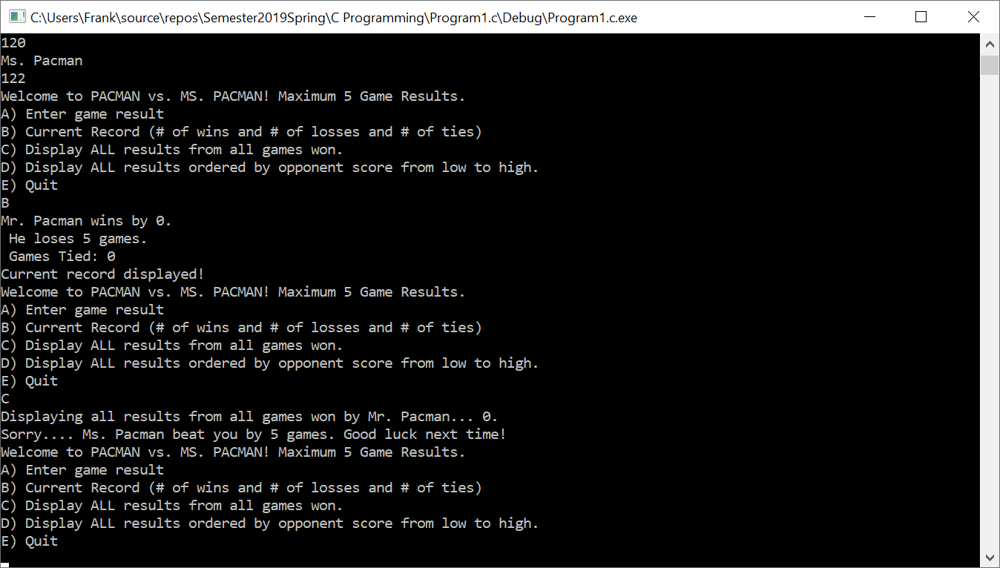 C:\Users\Frank\source\repos\Semester2019Spring\C Programming\Program1.c\Debug\Program1.c.exe
120
Ms. Pacman
122
Welcome to PACMAN vs. MS. PACMAN! Maximum 5 Game Results.
A) Enter game result
B) Current Record (# of wins and # of losses and # of ties)
C) Display ALL results from all games won.
D) Display ALL results ordered by opponent score from low to high.
E) Quit
B
Mr. Pacman wins by 0.
 He loses 5 games.
 Games Tied: 0
Current record displayed!
Welcome to PACMAN vs. MS. PACMAN! Maximum 5 Game Results.
A) Enter game result
B) Current Record (# of wins and # of losses and # of ties)
C) Display ALL results from all games won.
D) Display ALL results ordered by opponent score from low to high.
E) Quit
C
Displaying all results from all games won by Mr. Pacman... 0.
Sorry.... Ms. Pacman beat you by 5 games. Good luck next time!
Welcome to PACMAN vs. MS. PACMAN! Maximum 5 Game Results.
A) Enter game result
B) Current Record (# of wins and # of losses and # of ties)
C) Display ALL results from all games won.
D) Display ALL results ordered by opponent score from low to high.
E) Quit